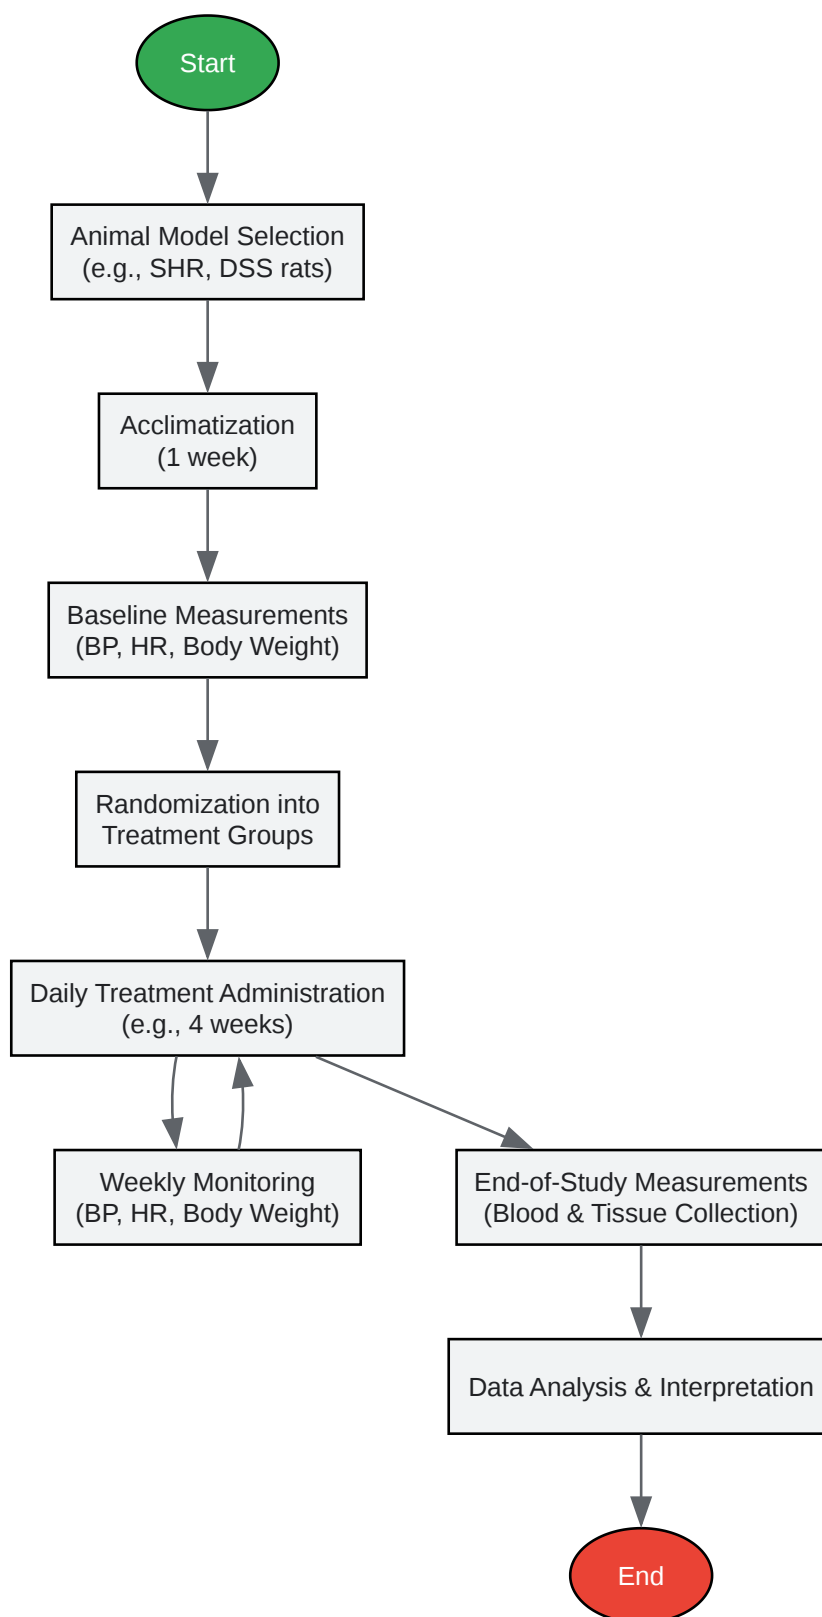 Start
Animal Model Selection
(e.g., SHR, DSS rats)
Acclimatization
(1 week)
Baseline Measurements
(BP, HR, Body Weight)
Randomization into
Treatment Groups
Daily Treatment Administration
(e.g., 4 weeks)
Weekly Monitoring
(BP, HR, Body Weight)
End-of-Study Measurements
(Blood & Tissue Collection)
Data Analysis & Interpretation
End